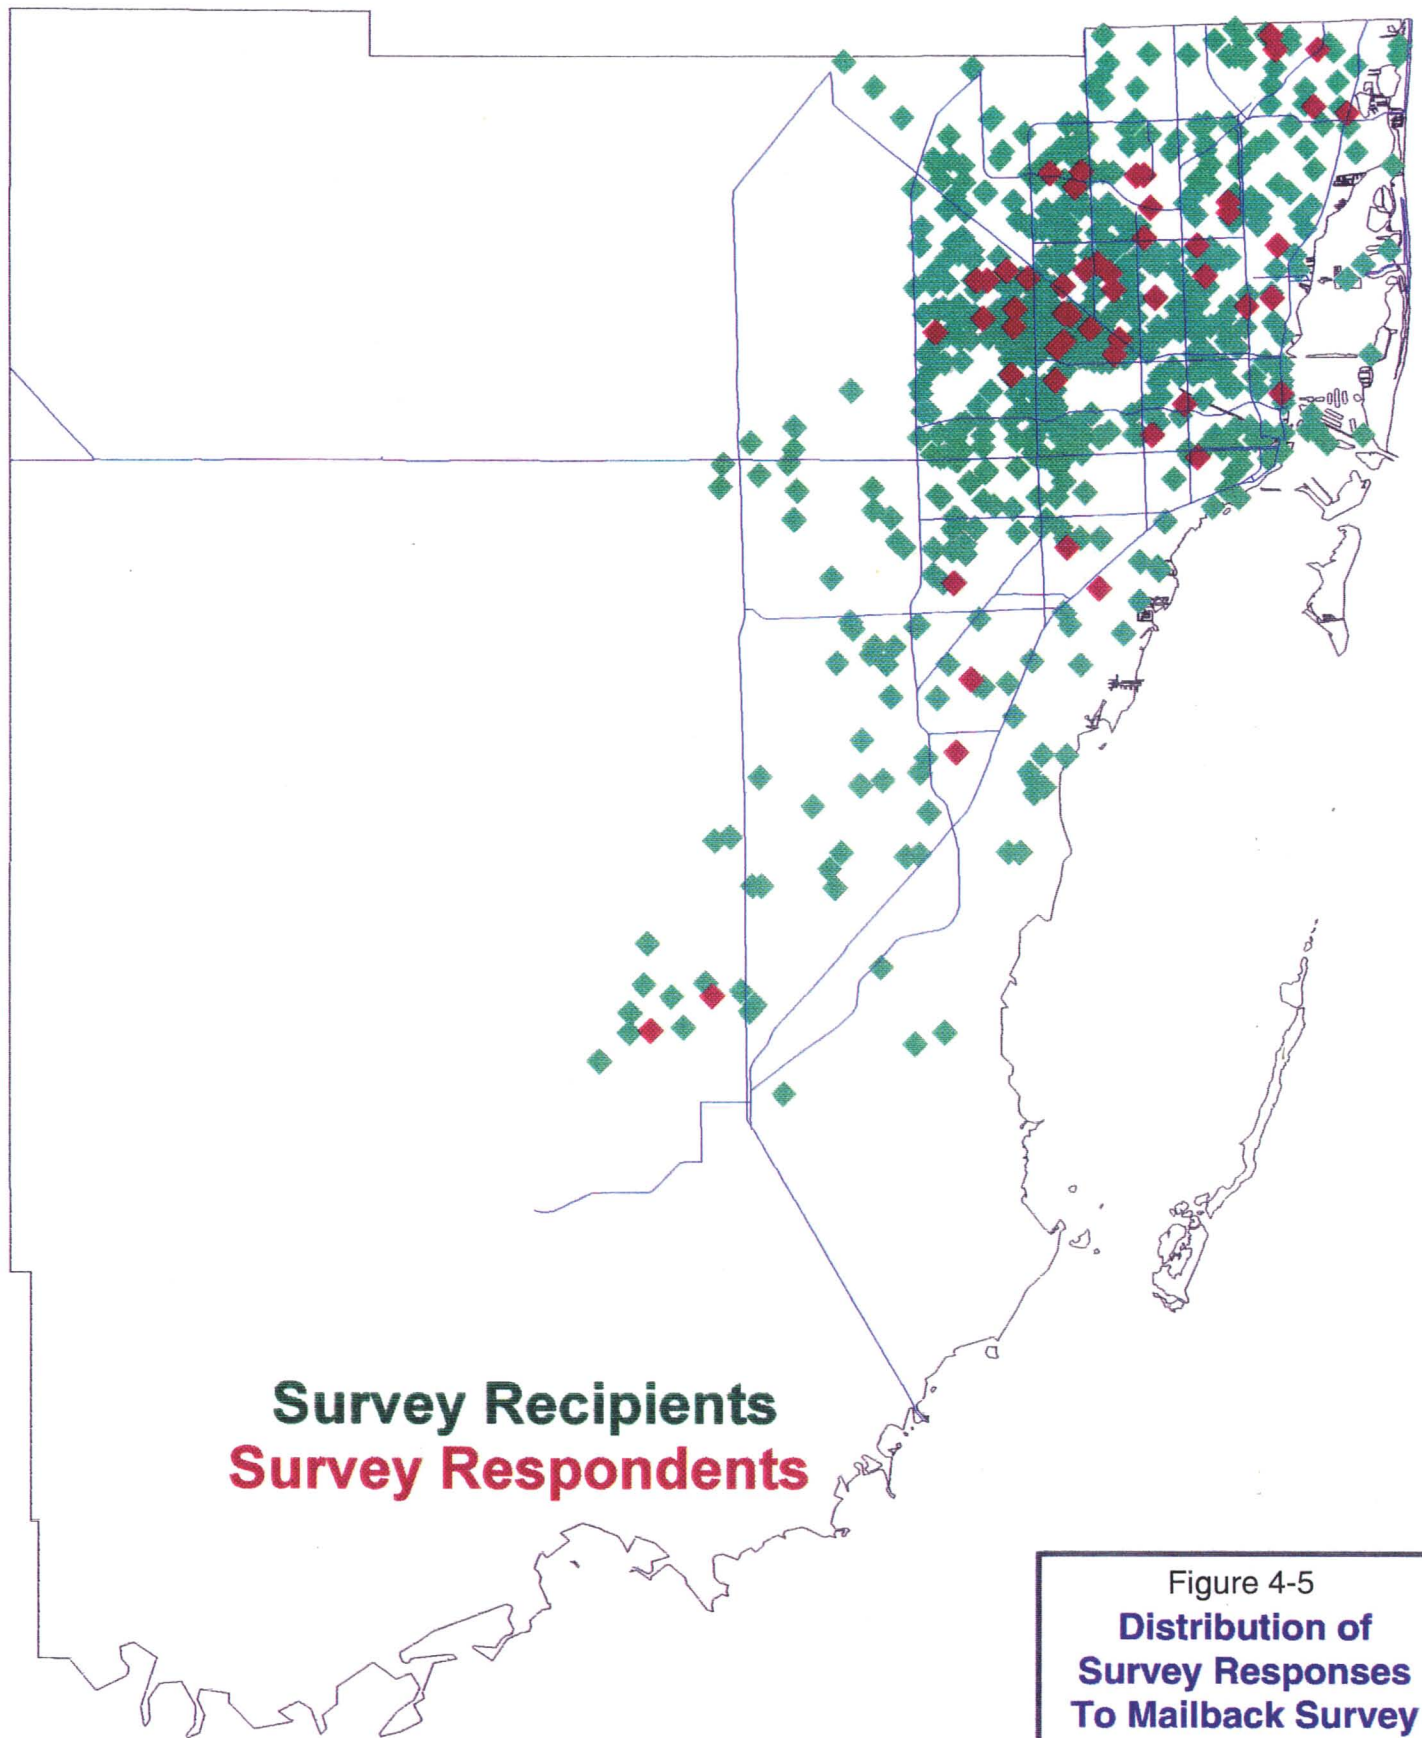 Survey Recipients
Survey Respondents
Figure 4-5
Distribution of
Survey Responses
To Mailback Survey